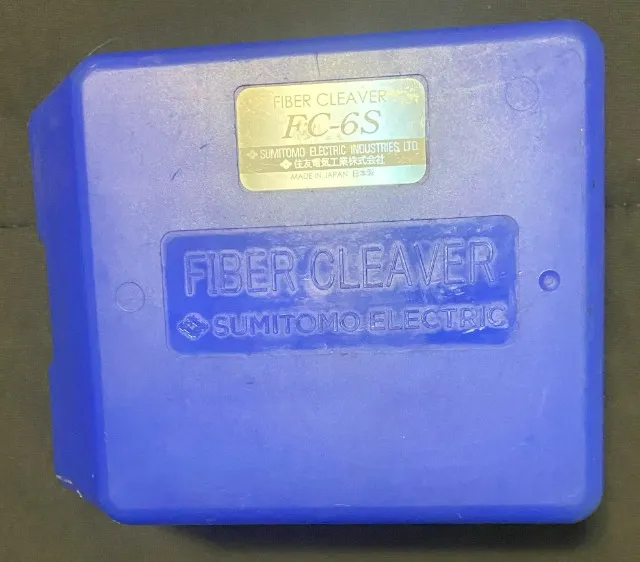 FIBER CLEAVER
FC-6S
SUMITOMO ELECTRIC INDUSTRIES, LTD.
住友電気工業株式会社
MADE IN JAPAN 日本製
FIBER CLEAVER
SUMITOMO ELECTRIC